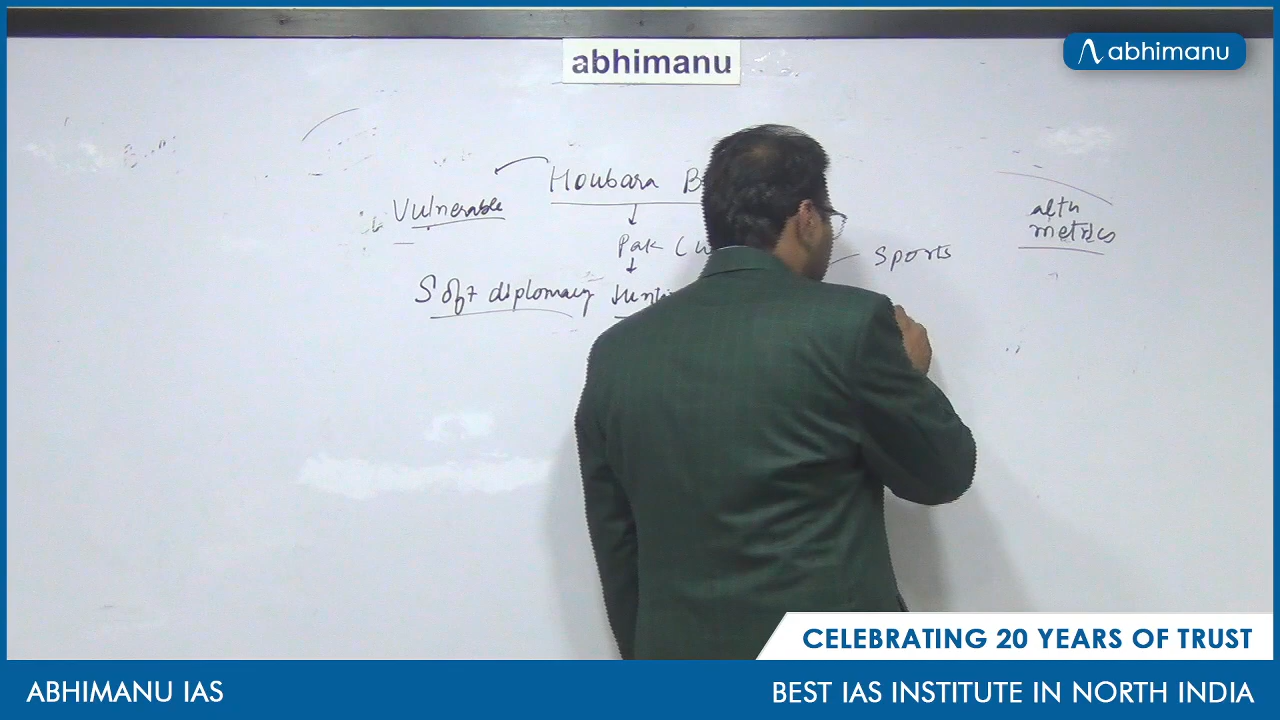 abhimanu
abhimanu
Houbara B
Vulnerable
Pak
Sports
metrics
Soft diplomacy
CELEBRATING 20 YEARS OF TRUST
ABHIMANU IAS
BEST IAS INSTITUTE IN NORTH INDIA